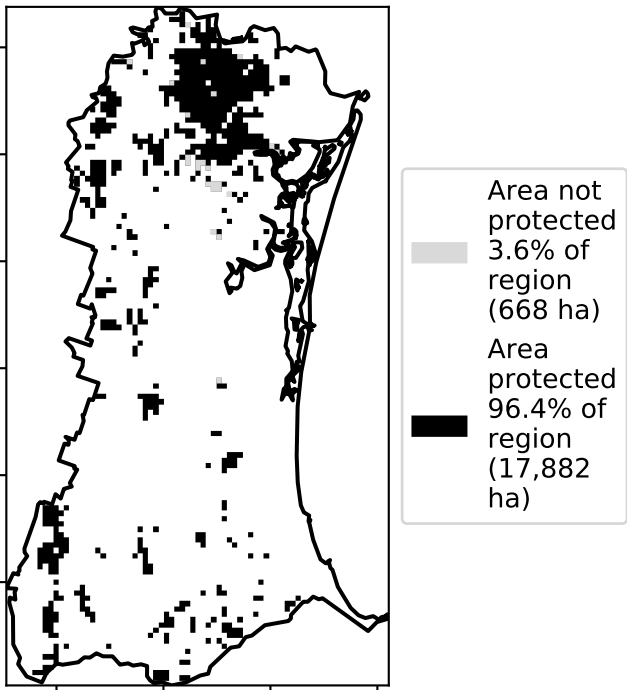 Area not
protected
3.6% of
region
(668 ha)
Area
protected
96.4% of
region
(17,882
ha)